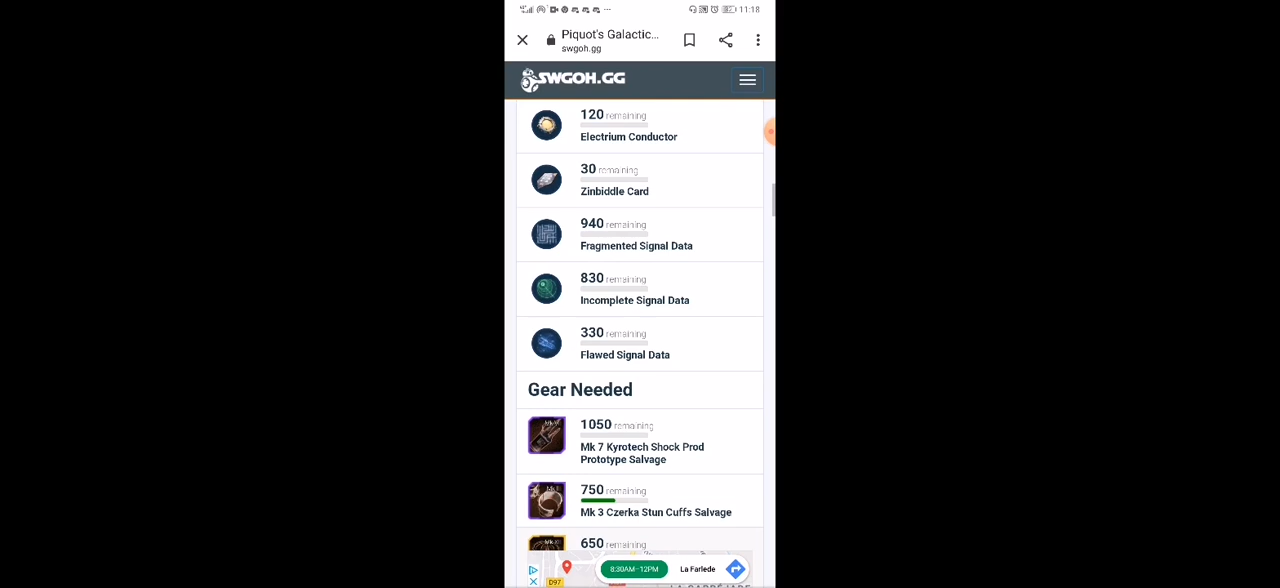 11:18
Piquot's Galactic...
swgoh.gg
SWGOH.GG
120 remaining
Electrium Conductor
30 remaining
Zinbiddle Card
940 remaining
Fragmented Signal Data
830 remaining
Incomplete Signal Data
330 remaining
Flawed Signal Data
Gear Needed
1050 remaining
Mk 7 Kyrotech Shock Prod
Prototype Salvage
750 remaining
Mk 3 Czerka Stun Cuffs Salvage
650 remaining
8:30AM–12PM
La Farlede
D97